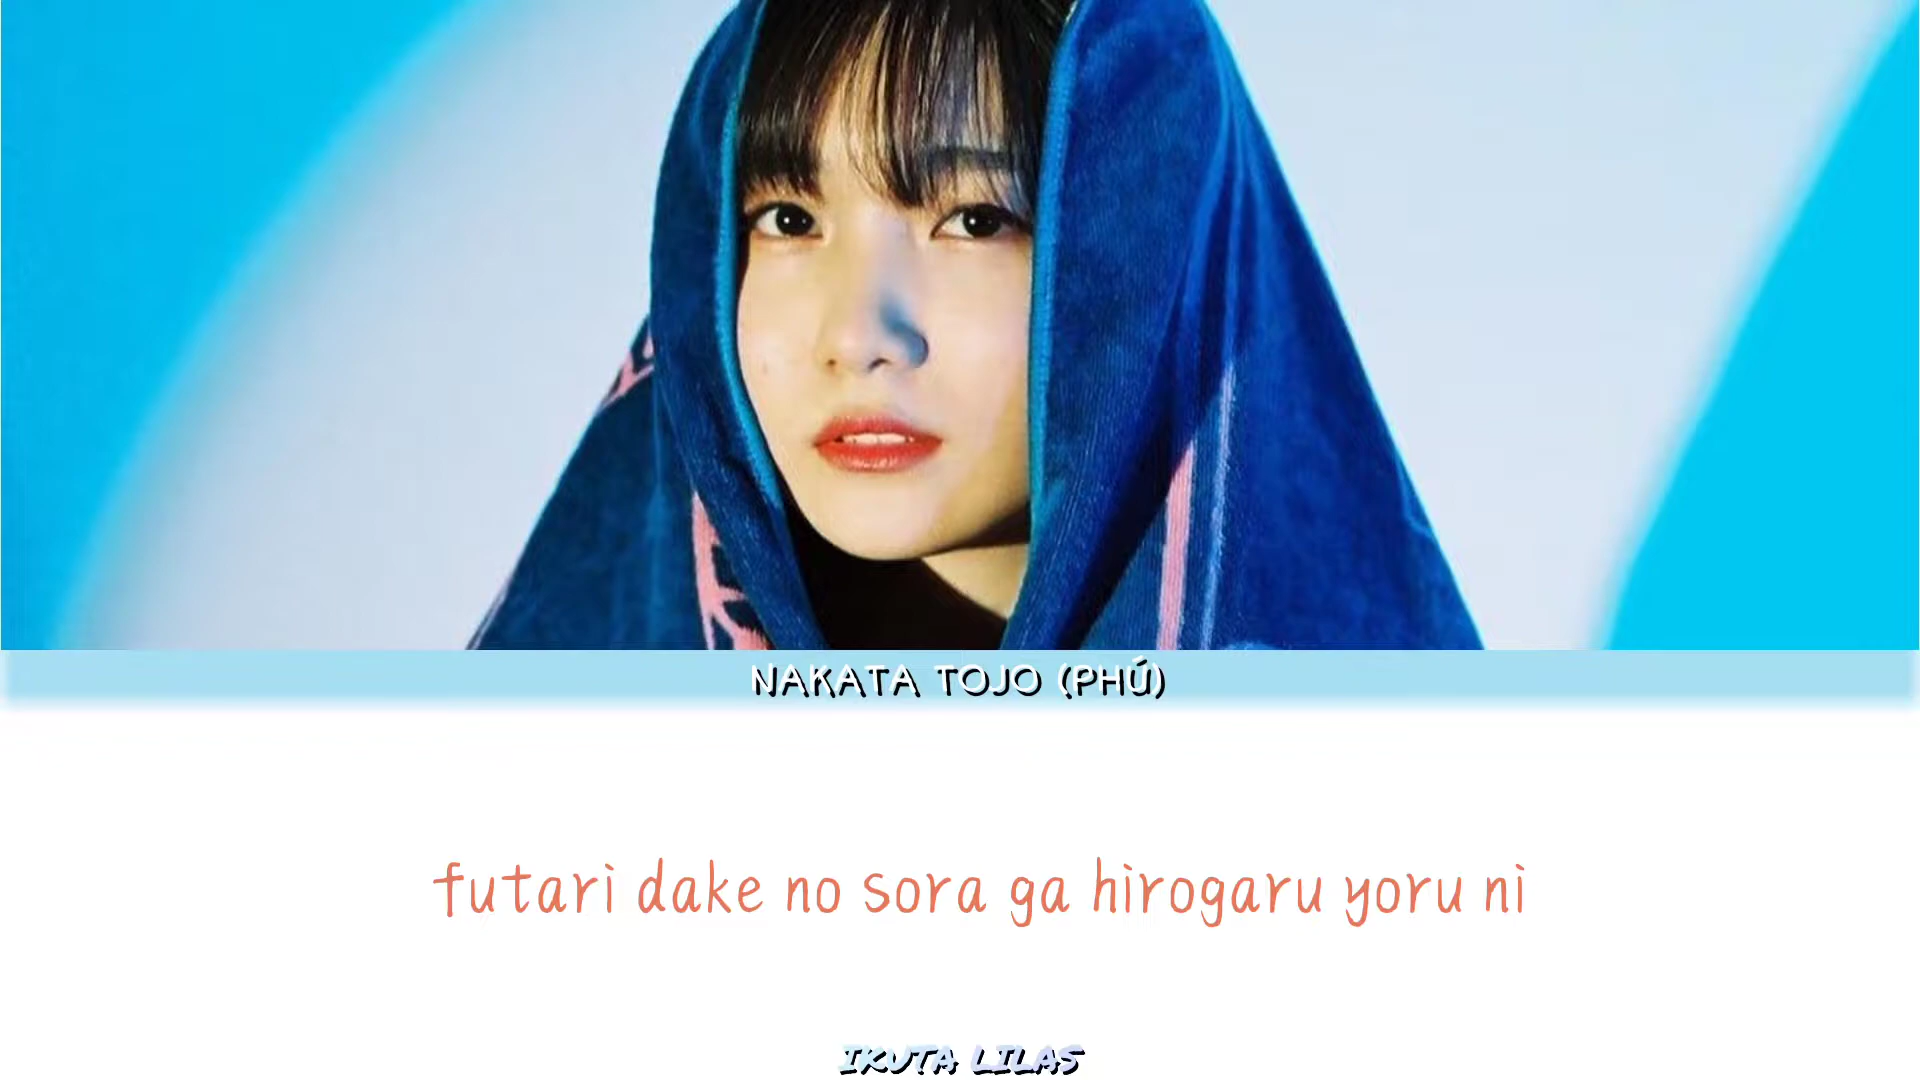 NAKATA TOJO (PHÚ)
futari dake no sora ga hirogaru yoru ni
IKUTA LILAS